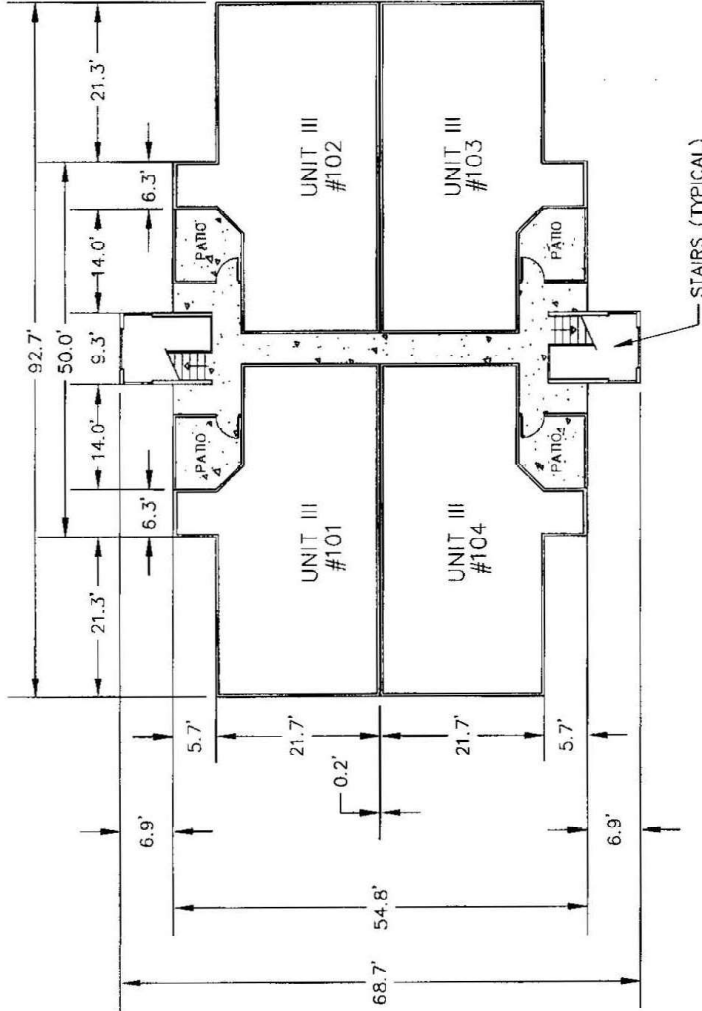 92.7'
50.0'
21.3'
6.3'
14.0'
9.3'
14.0'
6.3'
21.3'
UNIT III
#101
UNIT III
#102
UNIT III
#104
UNIT III
#103
PATIO
PATIO
PATIO
PATIO
6.9'
5.7'
21.7'
0.2'
21.7'
5.7'
6.9'
54.8'
68.7'
STAIRS (TYPICAL)